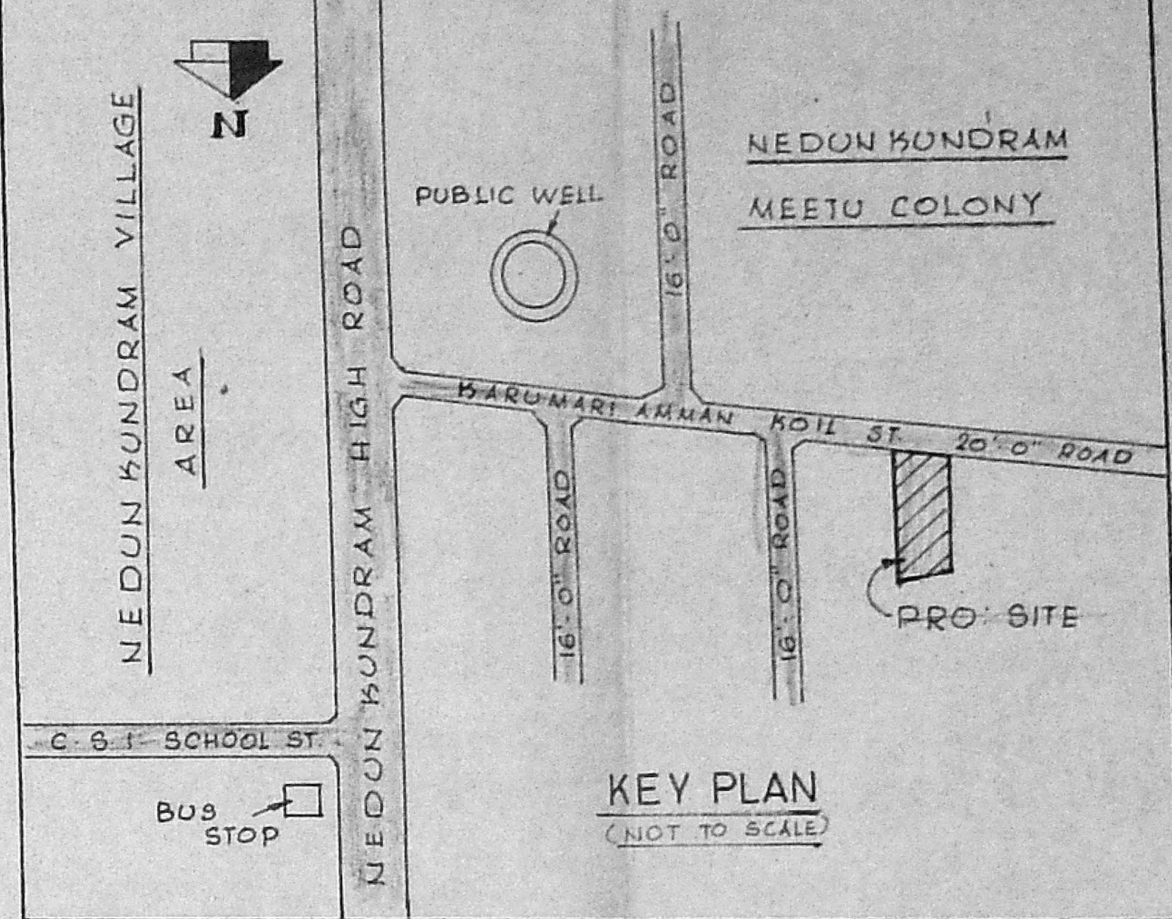 N
NEDUN KUNDRAM VILLAGE
AREA
NEDUN KUNDRAM HIGH ROAD
PUBLIC WELL
16'-0" ROAD
NEDUN KUNDRAM
MEETU COLONY
KARUMARI AMMAN KOIL ST. 20'-0" ROAD
16'-0" ROAD
16'-0" ROAD
PRO: SITE
C.S.I. SCHOOL ST.
BUS
STOP
KEY PLAN
(NOT TO SCALE)